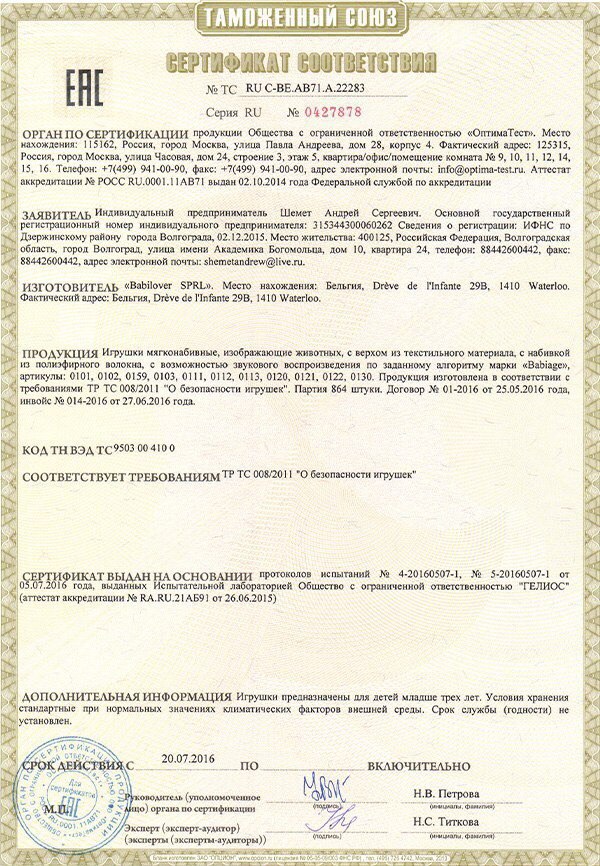 ТАМОЖЕННЫЙ СОЮЗ
СЕРТИФИКАТ СООТВЕТСТВИЯ
ЕАС
№ ТС RU C-BE.АВ71.А.22283
Серия RU № 0427878
ОРГАН ПО СЕРТИФИКАЦИИ продукции Общества с ограниченной ответственностью «ОптимаТест». Место
нахождения: 115162, Россия, город Москва, улица Павла Андреева, дом 28, корпус 4. Фактический адрес: 125315,
Россия, город Москва, улица Часовая, дом 24, строение 3, этаж 5, квартира/офис/помещение комната № 9, 10, 11, 12, 14,
15, 16. Телефон: +7(499) 941-00-90, факс: +7(499) 941-00-90, адрес электронной почты: info@optima-test.ru. Аттестат
аккредитации № РОСС RU.0001.11АВ71 выдан 02.10.2014 года Федеральной службой по аккредитации
ЗАЯВИТЕЛЬ Индивидуальный предприниматель Шемет Андрей Сергеевич. Основной государственный
регистрационный номер индивидуального предпринимателя: 315344300060262 Сведения о регистрации: ИФНС по
Дзержинскому району города Волгограда, 02.12.2015. Место жительства: 400125, Российская Федерация, Волгоградская
область, город Волгоград, улица имени Академика Богомольца, дом 10, квартира 24, телефон: 88442600442, факс:
88442600442, адрес электронной почты: shemetandrew@live.ru.
ИЗГОТОВИТЕЛЬ «Babilover SPRL». Место нахождения: Бельгия, Drève de l'Infante 29B, 1410 Waterloo.
Фактический адрес: Бельгия, Drève de l'Infante 29B, 1410 Waterloo.
ПРОДУКЦИЯ Игрушки мягконабивные, изображающие животных, с верхом из текстильного материала, с набивкой
из полиэфирного волокна, с возможностью звукового воспроизведения по заданному алгоритму марки «Babiage»,
артикулы: 0101, 0102, 0159, 0103, 0111, 0112, 0113, 0120, 0121, 0122, 0130. Продукция изготовлена в соответствии с
требованиями ТР ТС 008/2011 "О безопасности игрушек". Партия 864 штуки. Договор № 01-2016 от 25.05.2016 года,
инвойс № 014-2016 от 27.06.2016 года.
КОД ТН ВЭД ТС 9503 00 410 0
СООТВЕТСТВУЕТ ТРЕБОВАНИЯМ ТР ТС 008/2011 "О безопасности игрушек"
СЕРТИФИКАТ ВЫДАН НА ОСНОВАНИИ протоколов испытаний № 4-20160507-1, № 5-20160507-1 от
05.07.2016 года, выданных Испытательной лабораторией Общество с ограниченной ответственностью "ГЕЛИОС"
(аттестат аккредитации № RA.RU.21АБ91 от 26.06.2015)
ДОПОЛНИТЕЛЬНАЯ ИНФОРМАЦИЯ Игрушки предназначены для детей младше трех лет. Условия хранения
стандартные при нормальных значениях климатических факторов внешней среды. Срок службы (годности) не
установлен.
СРОК ДЕЙСТВИЯ С 20.07.2016 ПО ВКЛЮЧИТЕЛЬНО
М.П.
Для
сертификатов
Руководитель (уполномоченное
лицо) органа по сертификации
(подпись)
Н.В. Петрова
(инициалы, фамилия)
Эксперт (эксперт-аудитор)
(эксперты (эксперты-аудиторы))
(подпись)
Н.С. Титкова
(инициалы, фамилия)